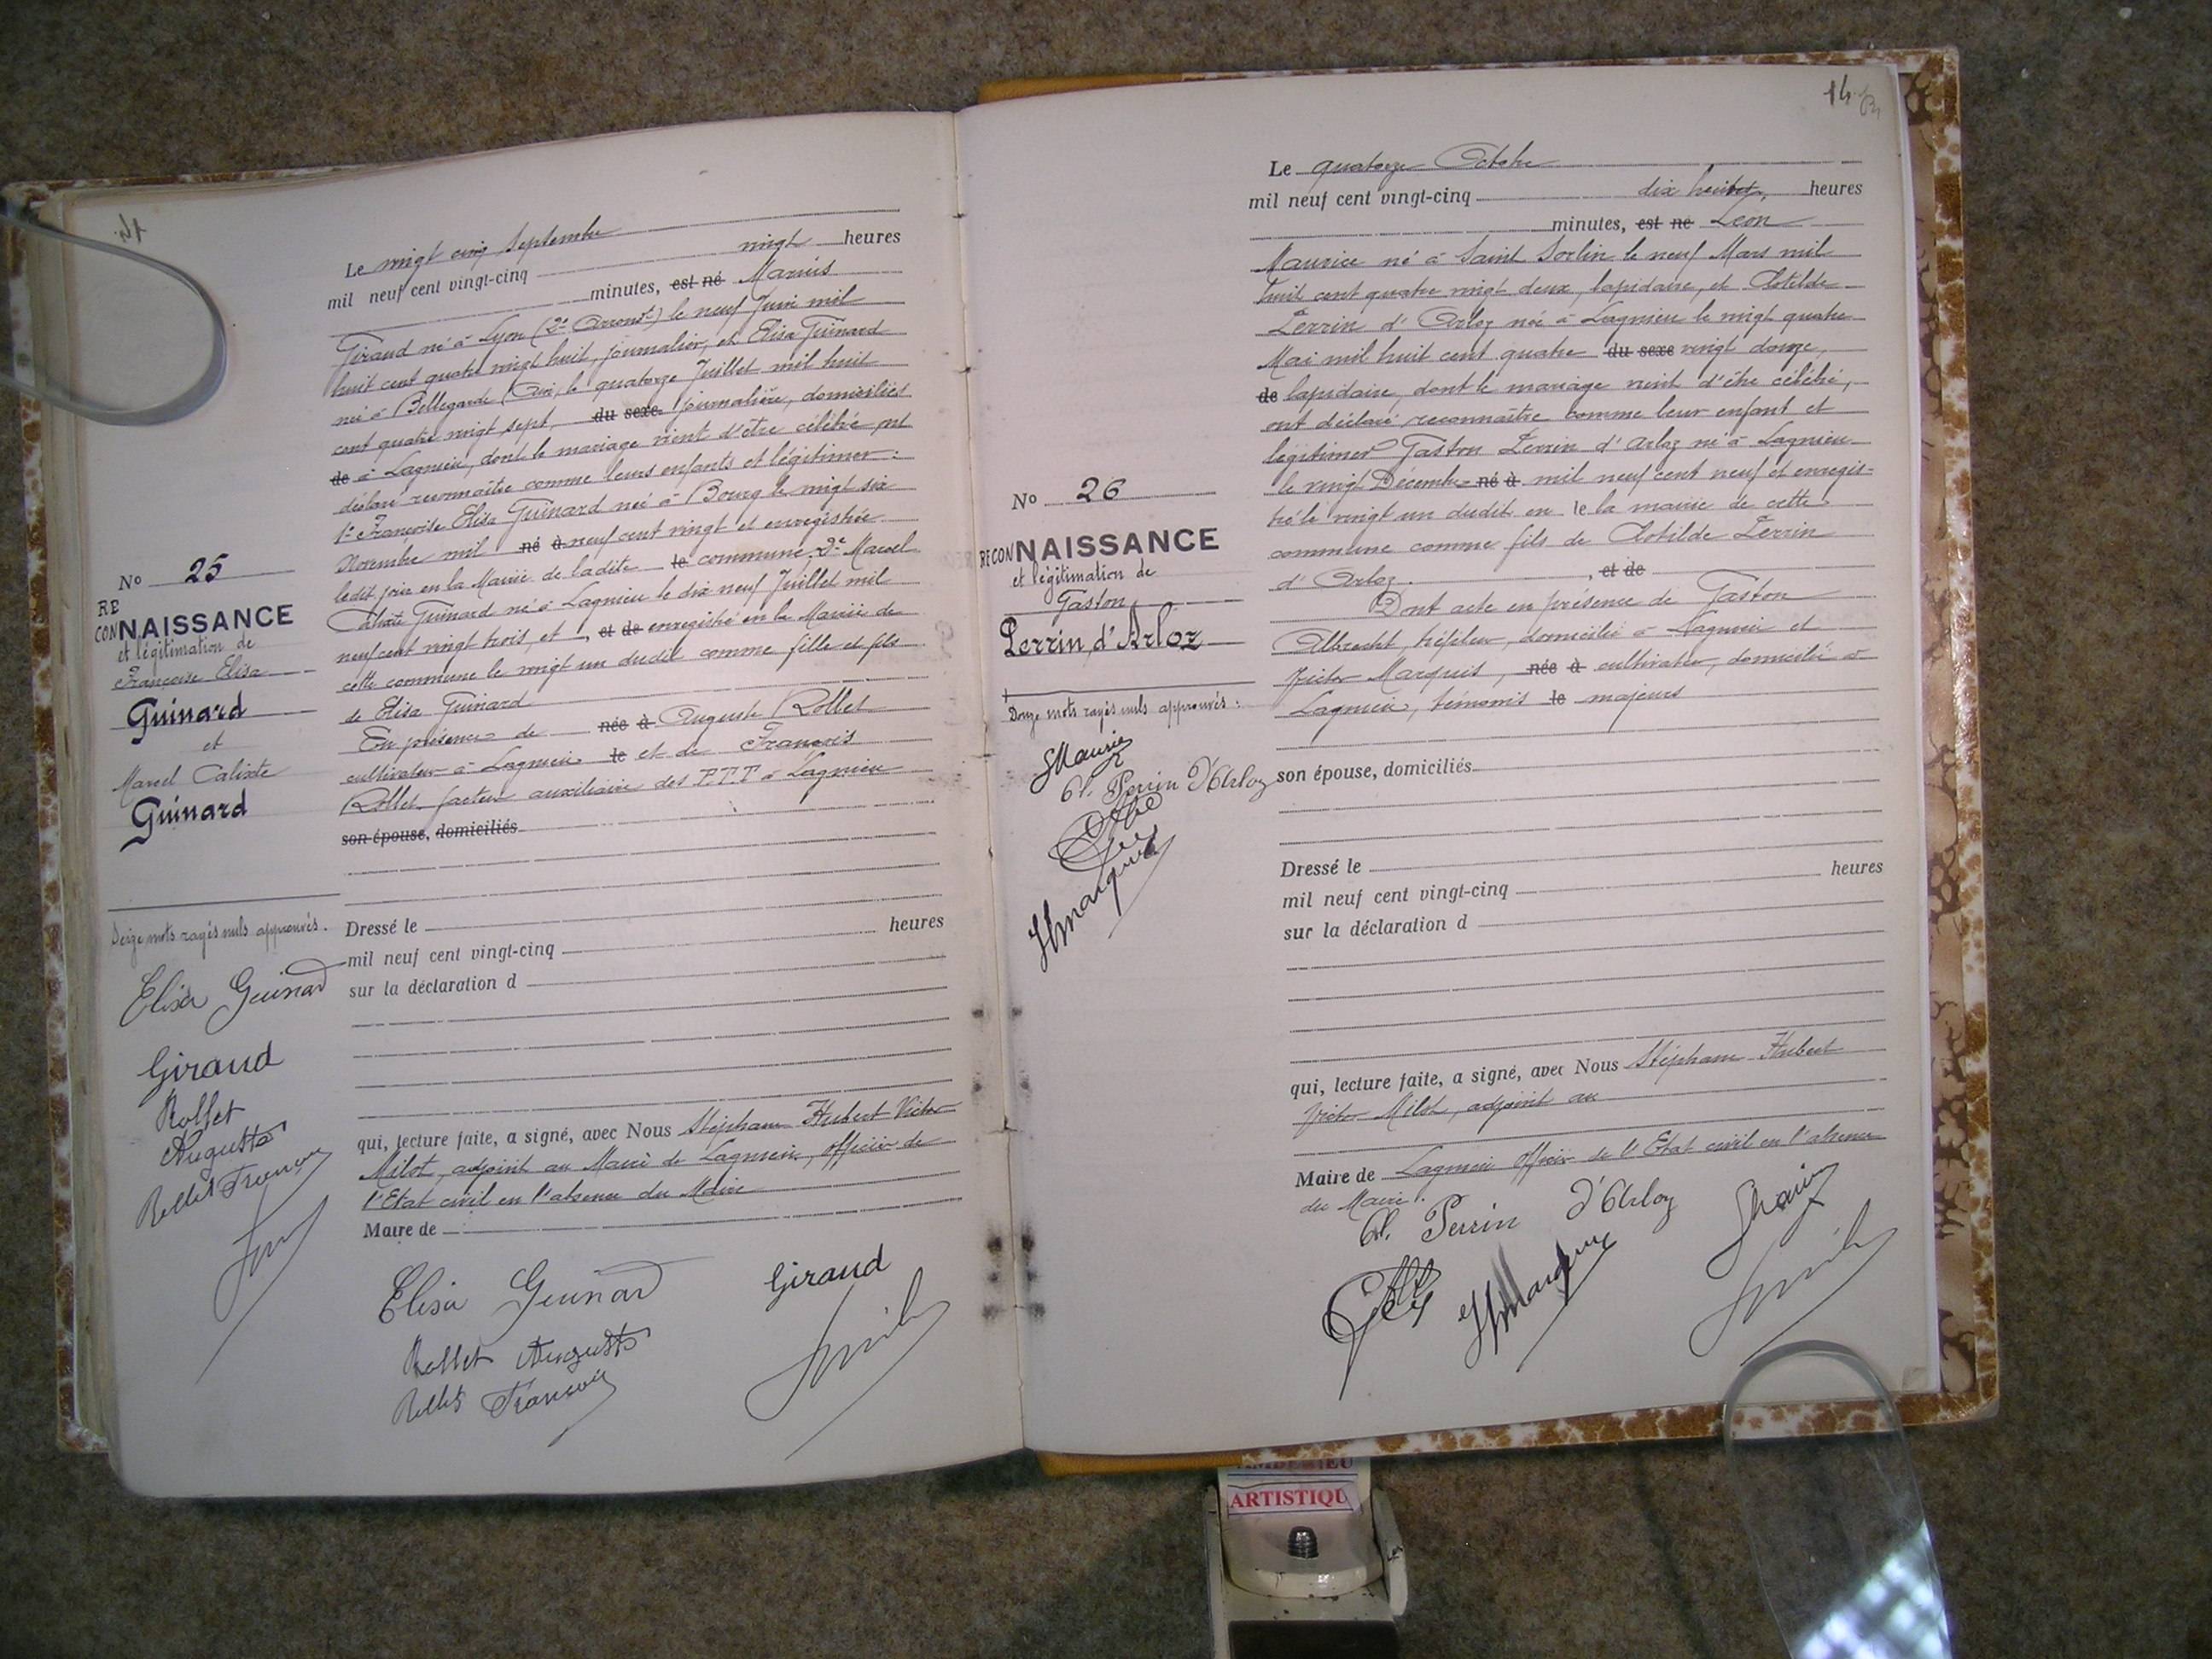 14.
Le vingt cinq Septembre
mil neuf cent vingt-cinq vingt heures
minutes, est né Marius
Giraud né à Lyon (2e Arrondt) le neuf Juin mil
huit cent quatre vingt huit, journalier, et Elisa Guinard
née à Bellegarde (Ain) le quatorze Juillet mil huit
cent quatre vingt sept, du sexe journalière, domiciliés
de à Lagnieu, dont le mariage vient d'être célébré ont
déclaré reconnaître comme leurs enfants et légitimer :
1e Françoise Elisa Guinard née à Bourg le vingt six
Novembre mil né à neuf cent vingt et enregistrée
ledit jour en la Mairie de ladite le commune. 2e Marcel
Calixte Guinard né à Lagnieu le dix neuf Juillet mil
neuf cent vingt trois, et , et de enregistré en la Mairie de
cette commune le vingt un dudit comme fille et fils
de Elisa Guinard
En présence de née à Auguste Rollet
cultivateur à Lagnieu le et de François
Rollet facteur auxiliaire des P.T.T à Lagnieu
son épouse, domiciliés
No 25
RECONNAISSANCE
et légitimation de
Françoise Elisa
Guinard
et
Marcel Calixte
Guinard
Seize mots rayés nuls approuvés.
Elisa Guinard
Giraud
Rollet
Auguste
Rollet François
Dressé le
mil neuf cent vingt-cinq heures
sur la déclaration d
qui, lecture faite, a signé, avec Nous Stéphane Hubert Victor
Milot, adjoint au Maire de Lagnieu, officier de
l'Etat civil en l'absence du Maire
Maire de
Elisa Guinard Giraud
Rollet Auguste
Rollet François
14
Le quatorze Octobre
mil neuf cent vingt-cinq dix huit heures
minutes, est né Léon
Maurice né à Saint Sorlin le neuf Mars mil
huit cent quatre vingt deux, lapidaire, et Clotilde
Perrin d'Arloz née à Lagnieu le vingt quatre
Mai mil huit cent quatre du sexe vingt douze,
de lapidaire, dont le mariage vient d'être célébré,
ont déclaré reconnaître comme leur enfant et
légitimer Gaston Perrin d'Arloz né à Lagnieu
le vingt Décembre né à mil neuf cent neuf et enregis-
tré le vingt un dudit en le la mairie de cette
commune comme fils de Clotilde Perrin
d'Arloz. , et de
Dont acte en présence de Gaston
Albrecht, tréfileur, domicilié à Lagnieu et
Victor Marquis, née à cultivateur, domicilié à
Lagnieu, témoins le majeurs
son épouse, domiciliés
No 26
RECONNAISSANCE
et légitimation de
Gaston
Perrin d'Arloz
Douze mots rayés nuls approuvés :
Cl. Perrin d'Arloz
Dressé le
mil neuf cent vingt-cinq heures
sur la déclaration d
qui, lecture faite, a signé, avec Nous Stéphane Hubert
Victor Milot, adjoint au
Maire de Lagnieu officier de l'Etat civil en l'absence
du Maire.
Cl. Perrin d'Arloz
ARTISTIQU